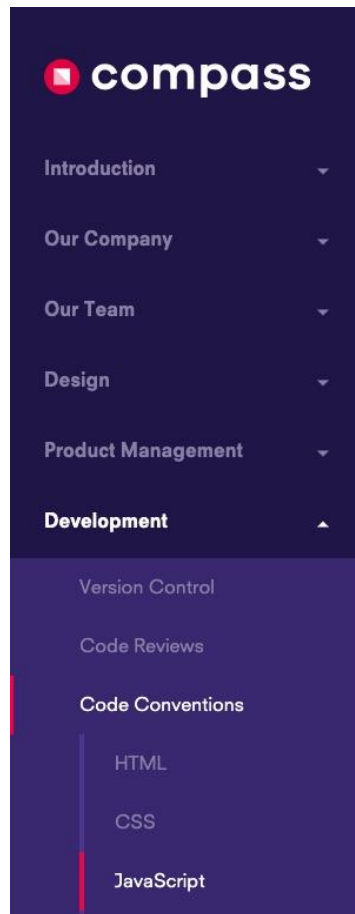 compass
Introduction
Our Company
Our Team
Design
Product Management
Development
Version Control
Code Reviews
Code Conventions
HTML
CSS
JavaScript